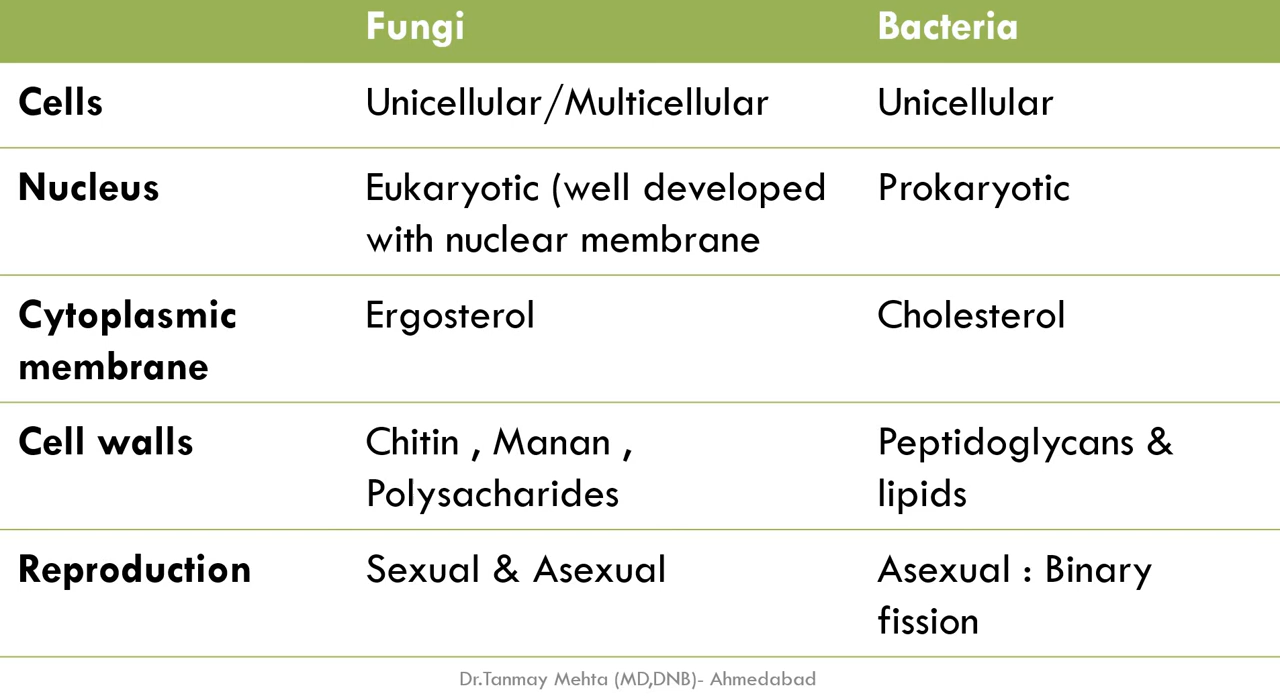 Fungi Bacteria
Cells Unicellular/Multicellular Unicellular
Nucleus Eukaryotic (well developed Prokaryotic
with nuclear membrane
Cytoplasmic Ergosterol Cholesterol
membrane
Cell walls Chitin , Manan , Peptidoglycans &
Polysacharides lipids
Reproduction Sexual & Asexual Asexual : Binary
fission
Dr.Tanmay Mehta (MD,DNB)- Ahmedabad